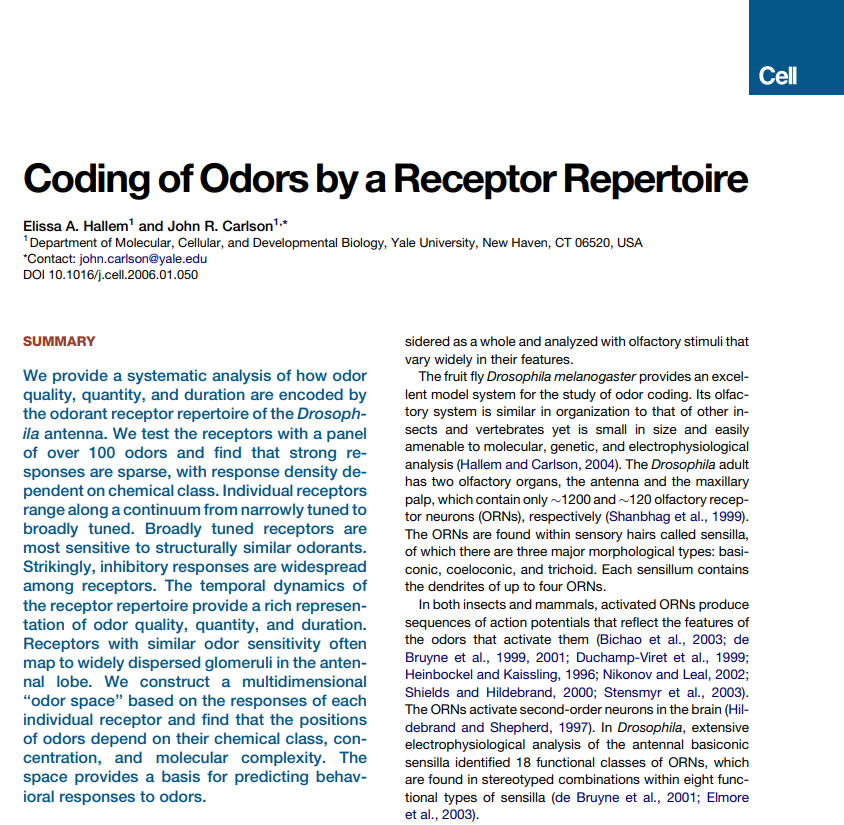 Cell
Coding of Odors by a Receptor Repertoire
Elissa A. Hallem1 and John R. Carlson1,*
1 Department of Molecular, Cellular, and Developmental Biology, Yale University, New Haven, CT 06520, USA
*Contact: john.carlson@yale.edu
DOI 10.1016/j.cell.2006.01.050
SUMMARY
We provide a systematic analysis of how odor
quality, quantity, and duration are encoded by
the odorant receptor repertoire of the Drosoph-
ila antenna. We test the receptors with a panel
of over 100 odors and find that strong re-
sponses are sparse, with response density de-
pendent on chemical class. Individual receptors
range along a continuum from narrowly tuned to
broadly tuned. Broadly tuned receptors are
most sensitive to structurally similar odorants.
Strikingly, inhibitory responses are widespread
among receptors. The temporal dynamics of
the receptor repertoire provide a rich represen-
tation of odor quality, quantity, and duration.
Receptors with similar odor sensitivity often
map to widely dispersed glomeruli in the anten-
nal lobe. We construct a multidimensional
“odor space” based on the responses of each
individual receptor and find that the positions
of odors depend on their chemical class, con-
centration, and molecular complexity. The
space provides a basis for predicting behav-
ioral responses to odors.
sidered as a whole and analyzed with olfactory stimuli that
vary widely in their features.
The fruit fly Drosophila melanogaster provides an excel-
lent model system for the study of odor coding. Its olfac-
tory system is similar in organization to that of other in-
sects and vertebrates yet is small in size and easily
amenable to molecular, genetic, and electrophysiological
analysis (Hallem and Carlson, 2004). The Drosophila adult
has two olfactory organs, the antenna and the maxillary
palp, which contain only ∼1200 and ∼120 olfactory recep-
tor neurons (ORNs), respectively (Shanbhag et al., 1999).
The ORNs are found within sensory hairs called sensilla,
of which there are three major morphological types: basi-
conic, coeloconic, and trichoid. Each sensillum contains
the dendrites of up to four ORNs.
In both insects and mammals, activated ORNs produce
sequences of action potentials that reflect the features of
the odors that activate them (Bichao et al., 2003; de
Bruyne et al., 1999, 2001; Duchamp-Viret et al., 1999;
Heinbockel and Kaissling, 1996; Nikonov and Leal, 2002;
Shields and Hildebrand, 2000; Stensmyr et al., 2003).
The ORNs activate second-order neurons in the brain (Hil-
debrand and Shepherd, 1997). In Drosophila, extensive
electrophysiological analysis of the antennal basiconic
sensilla identified 18 functional classes of ORNs, which
are found in stereotyped combinations within eight func-
tional types of sensilla (de Bruyne et al., 2001; Elmore
et al., 2003).